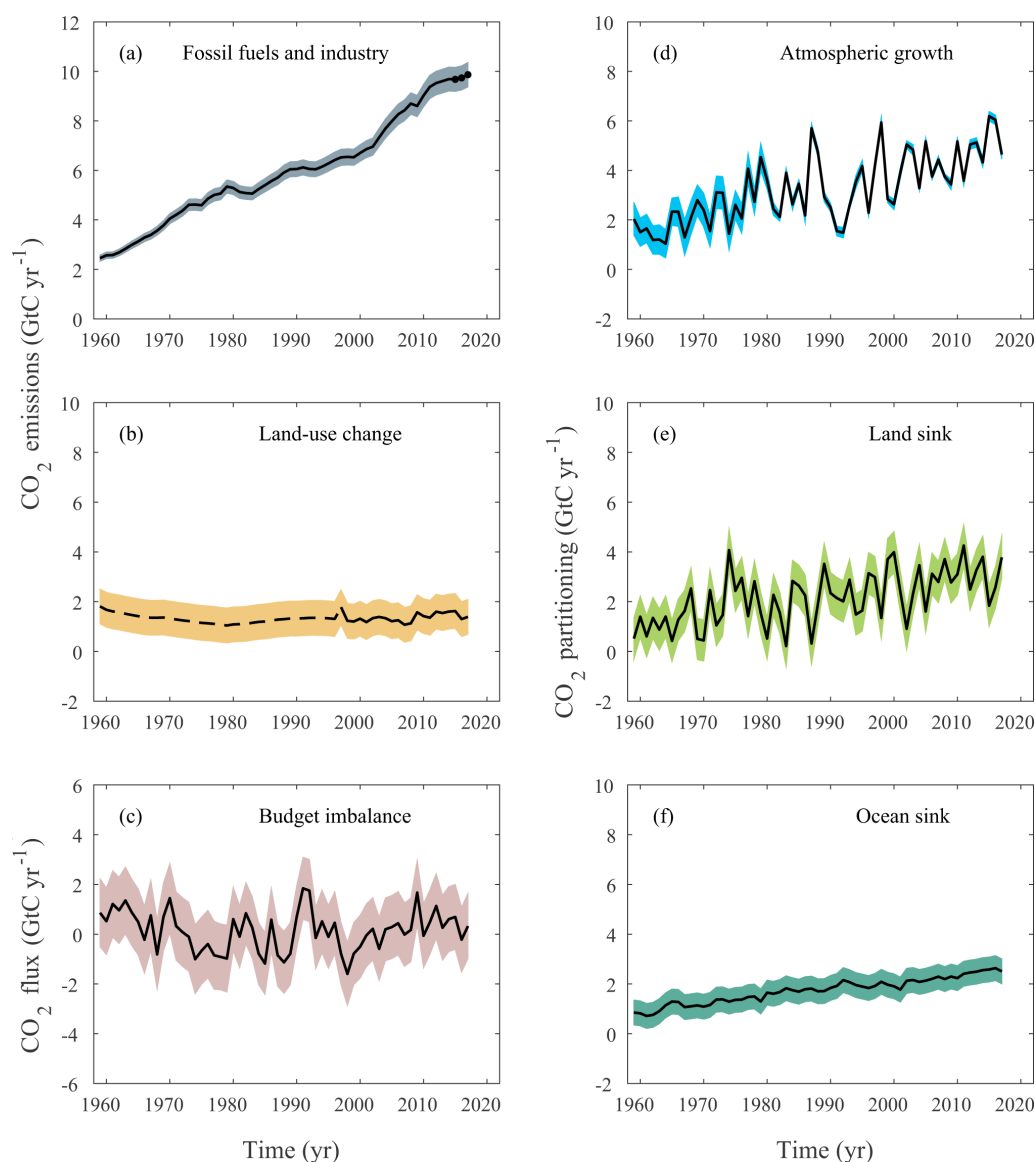 (a) Fossil fuels and industry
12
10
8
6
4
2
0
1960 1970 1980 1990 2000 2010 2020
(b) Land-use change
10
8
6
4
2
0
-2
1960 1970 1980 1990 2000 2010 2020
CO2 emissions (GtC yr-1)
(c) Budget imbalance
6
4
2
0
-2
-4
-6
1960 1970 1980 1990 2000 2010 2020
CO2 flux (GtC yr-1)
Time (yr)
(d) Atmospheric growth
10
8
6
4
2
0
-2
1960 1970 1980 1990 2000 2010 2020
(e) Land sink
10
8
6
4
2
0
-2
1960 1970 1980 1990 2000 2010 2020
CO2 partitioning (GtC yr-1)
(f) Ocean sink
10
8
6
4
2
0
-2
1960 1970 1980 1990 2000 2010 2020
Time (yr)